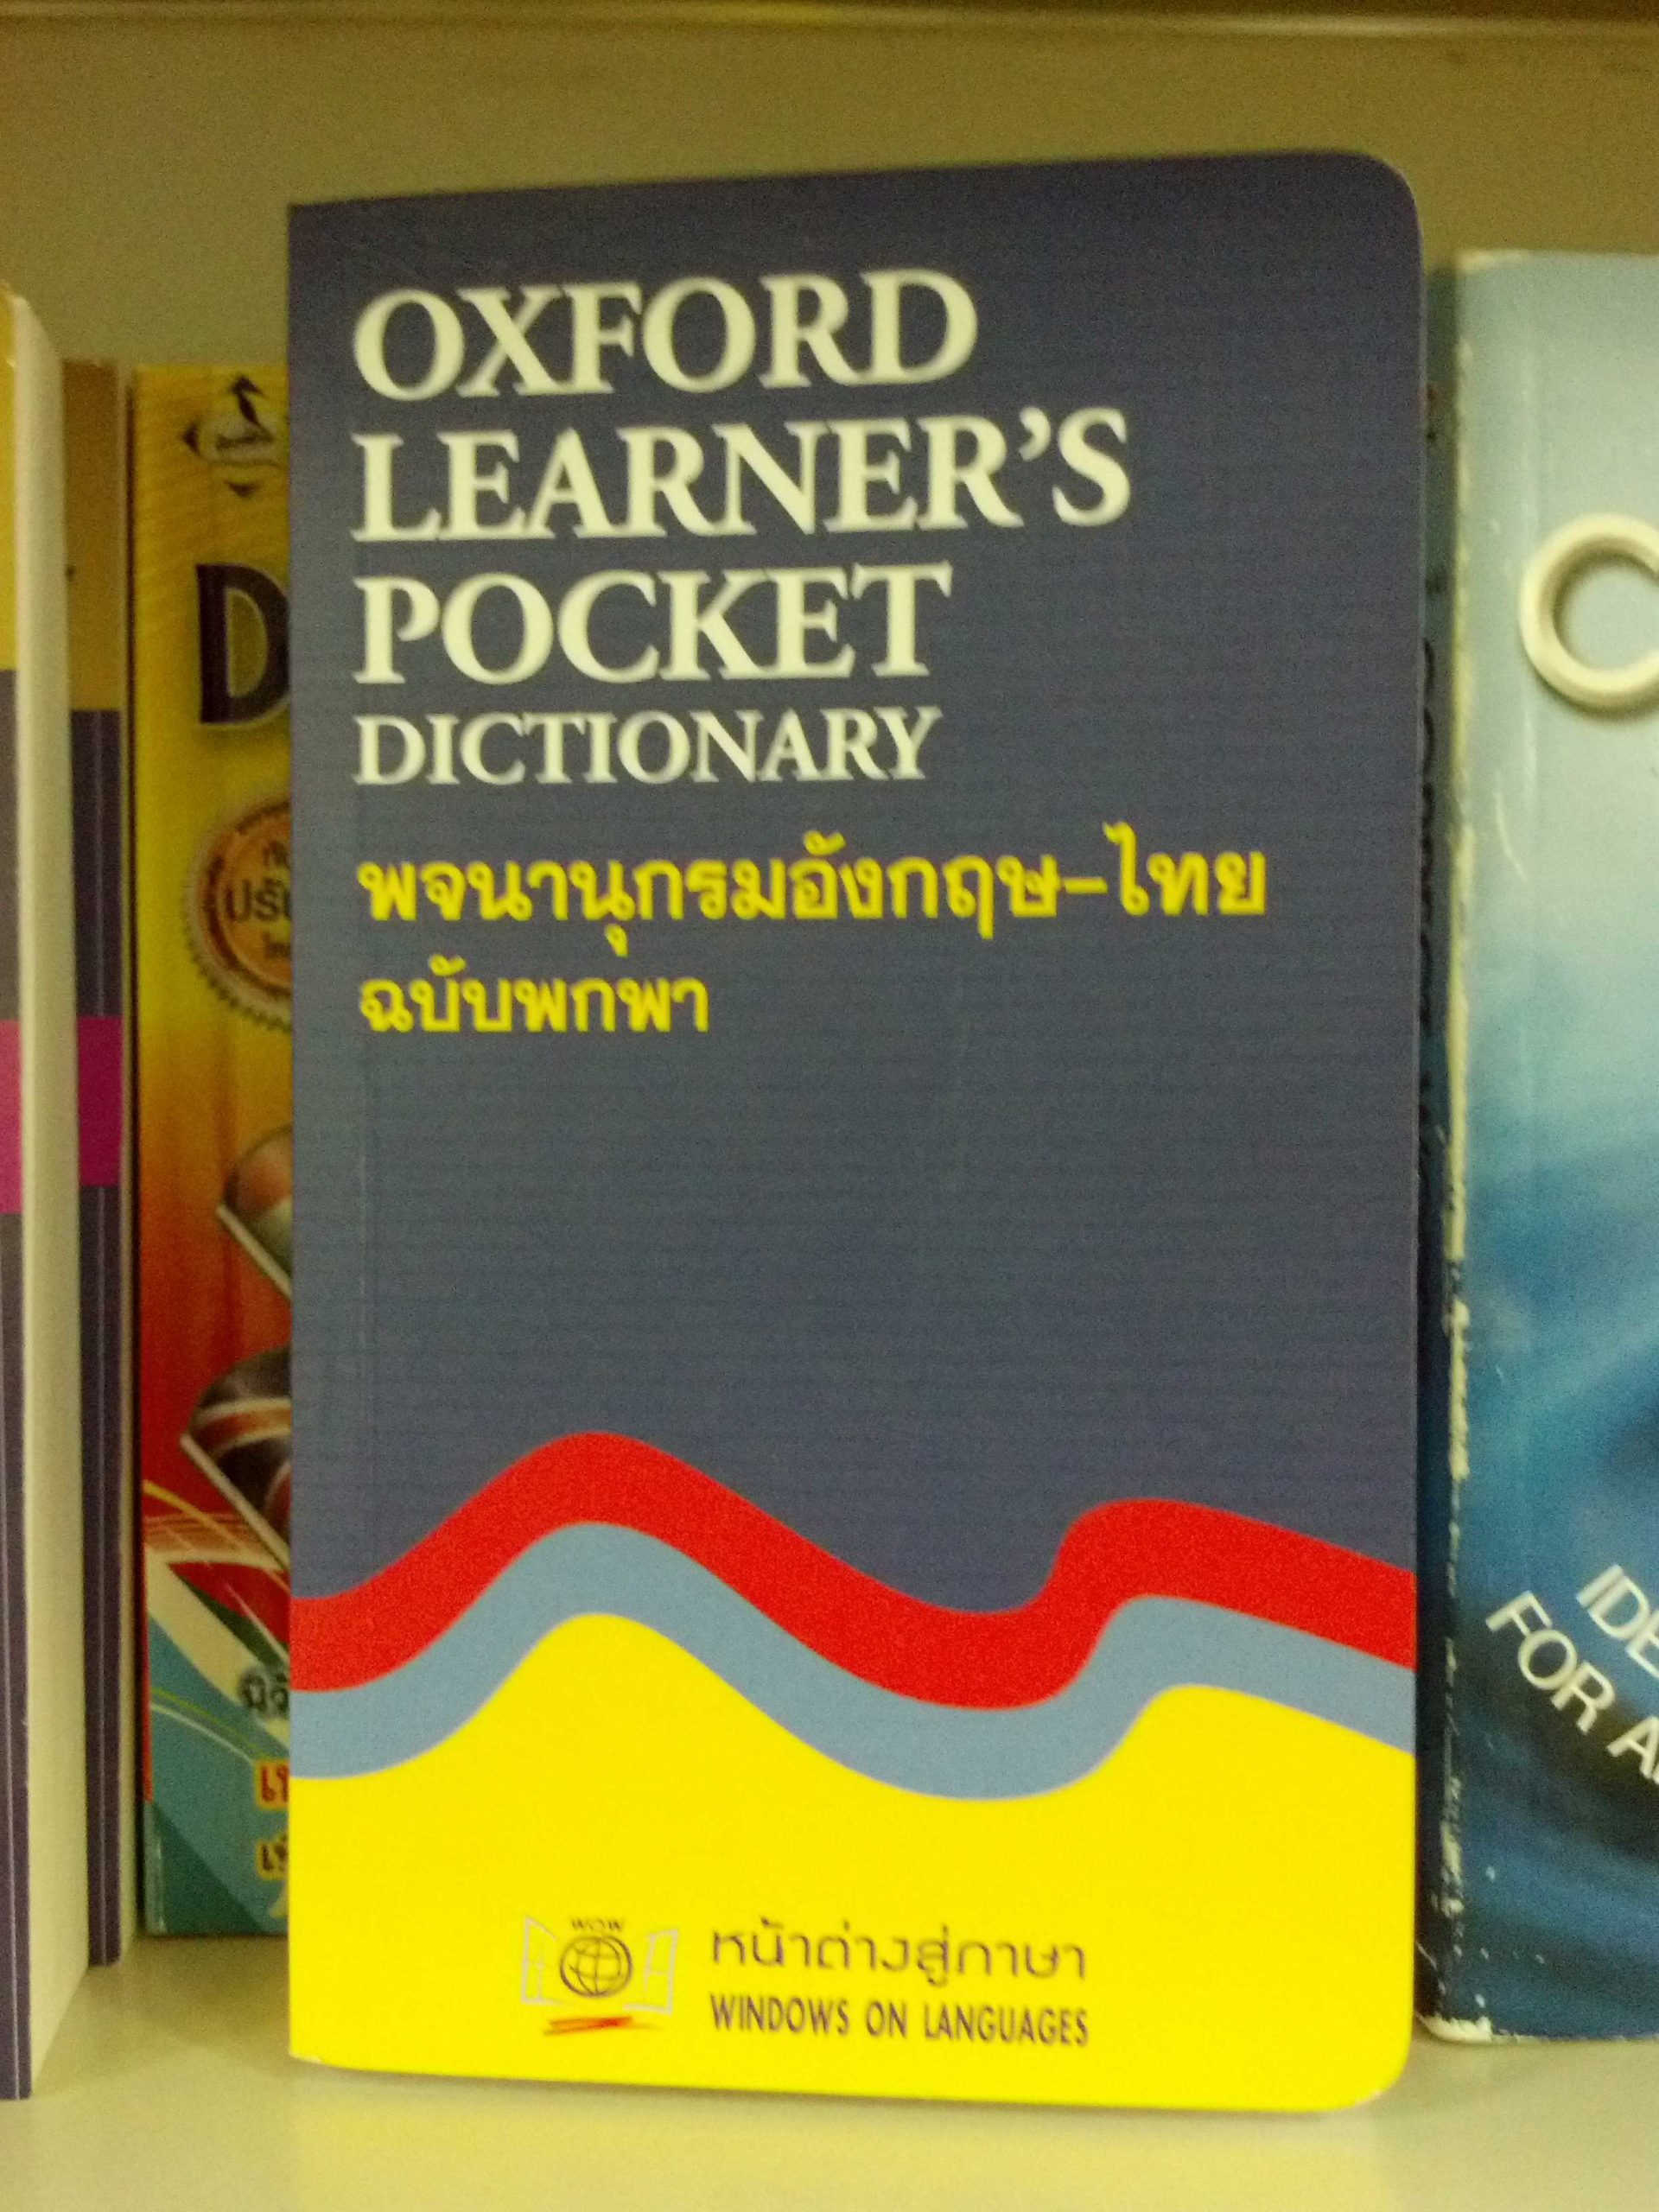 OXFORD
LEARNER'S
POCKET
DICTIONARY
พจนานุกรมอังกฤษ-ไทย
ฉบับพกพา
WOW
หน้าต่างสู่ภาษา
WINDOWS ON LANGUAGES
FOR